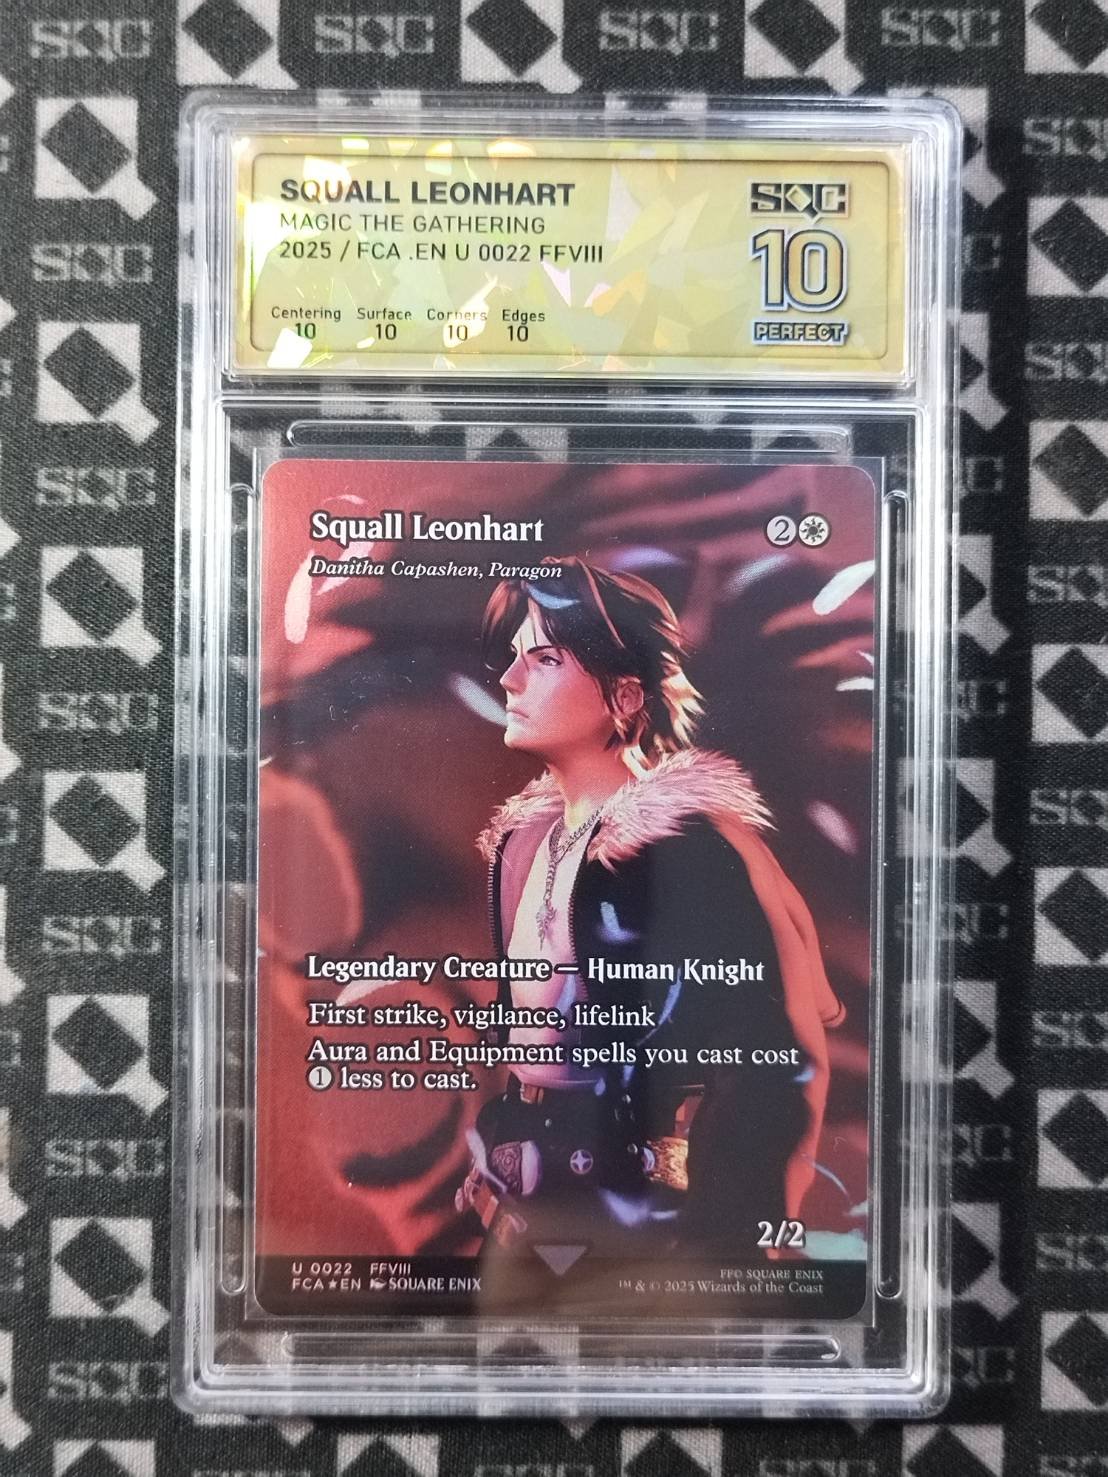 SQUALL LEONHART
MAGIC THE GATHERING
2025 / FCA .EN U 0022 FFVIII
Centering Surface Corners Edges
10 10 10 10
SQC
10
PERFECT
Squall Leonhart
2
Danitha Capashen, Paragon
Legendary Creature — Human Knight
First strike, vigilance, lifelink
Aura and Equipment spells you cast cost
1 less to cast.
2/2
U 0022 FFVIII
FCA★EN SQUARE ENIX
FF© SQUARE ENIX
™ & © 2025 Wizards of the Coast